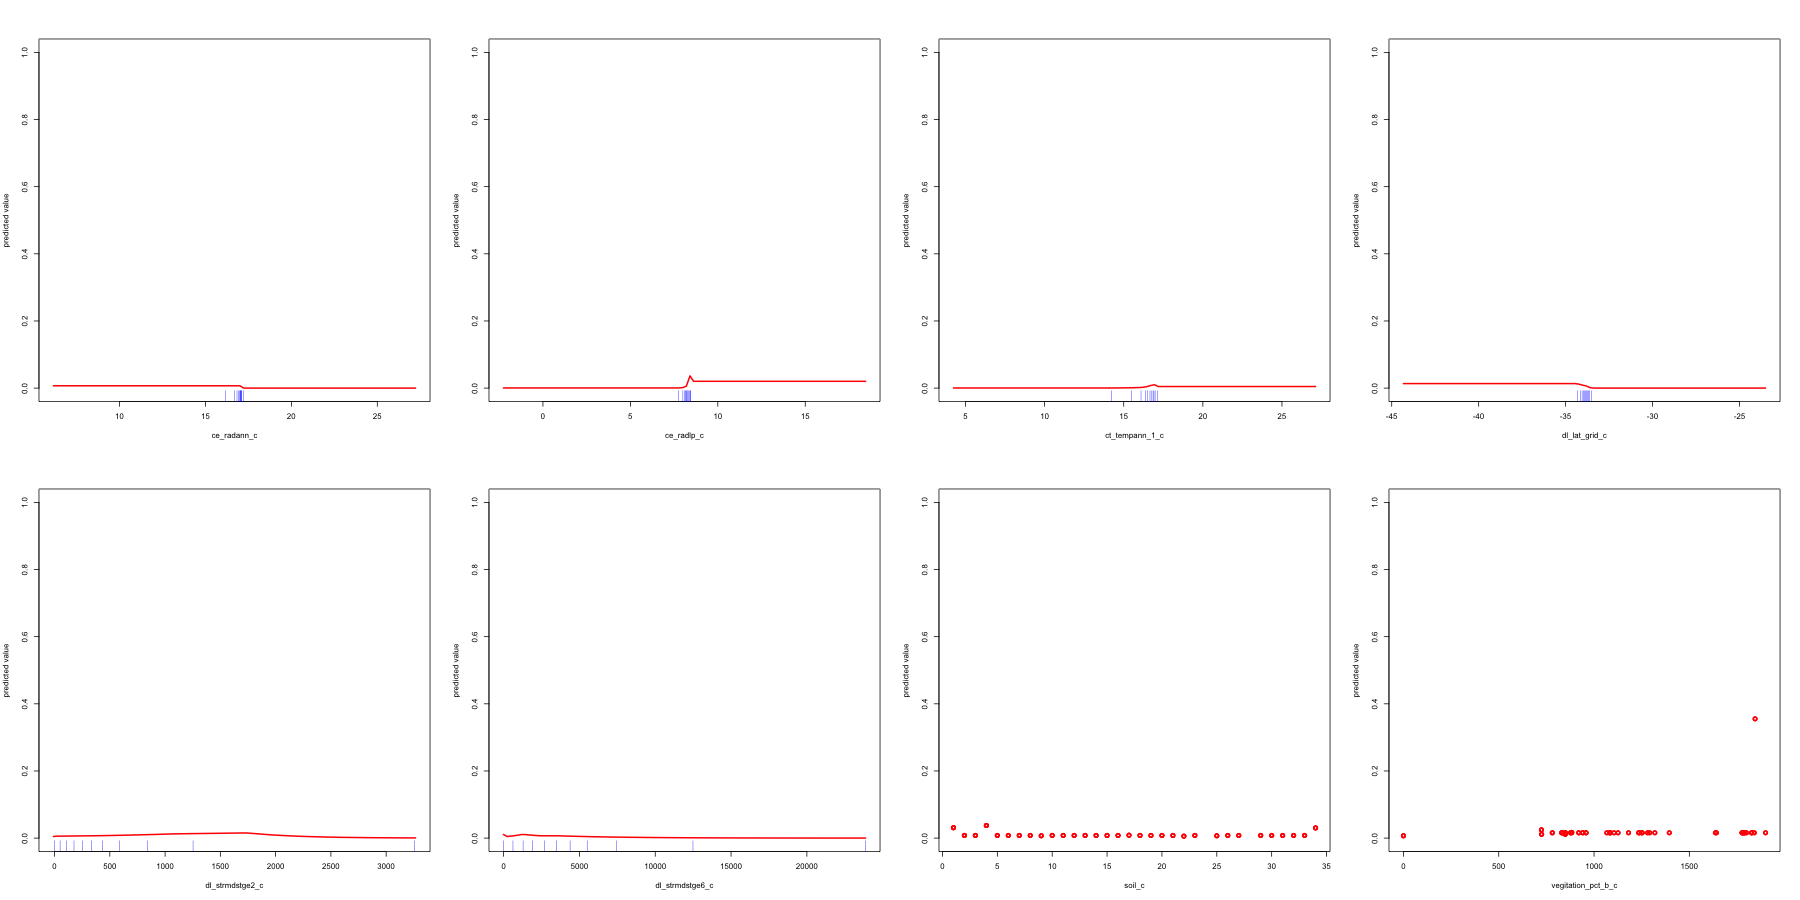 predicted value
0.0 0.2 0.4 0.6 0.8 1.0
10 15 20 25
ce_radann_c
predicted value
0.0 0.2 0.4 0.6 0.8 1.0
0 5 10 15
ce_radlp_c
predicted value
0.0 0.2 0.4 0.6 0.8 1.0
5 10 15 20 25
ct_tempann_1_c
predicted value
0.0 0.2 0.4 0.6 0.8 1.0
-45 -40 -35 -30 -25
dl_lat_grid_c
predicted value
0.0 0.2 0.4 0.6 0.8 1.0
0 500 1000 1500 2000 2500 3000
dl_strmdstge2_c
predicted value
0.0 0.2 0.4 0.6 0.8 1.0
0 5000 10000 15000 20000
dl_strmdstge6_c
predicted value
0.0 0.2 0.4 0.6 0.8 1.0
0 5 10 15 20 25 30 35
soil_c
predicted value
0.0 0.2 0.4 0.6 0.8 1.0
0 500 1000 1500
vegitation_pct_b_c